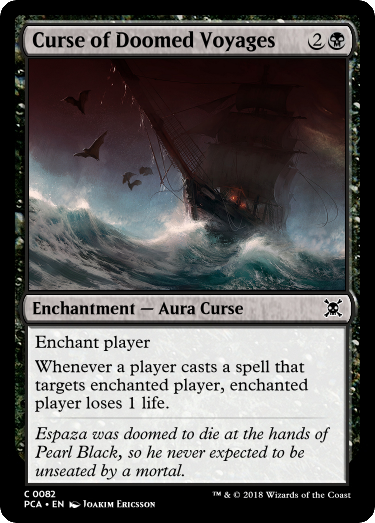 Curse of Doomed Voyages 2
Enchantment — Aura Curse
Enchant player
Whenever a player casts a spell that
targets enchanted player, enchanted
player loses 1 life.
Espaza was doomed to die at the hands of
Pearl Black, so he never expected to be
unseated by a mortal.
C 0082
PCA • EN JOAKIM ERICSSON
™ & © 2018 Wizards of the Coast